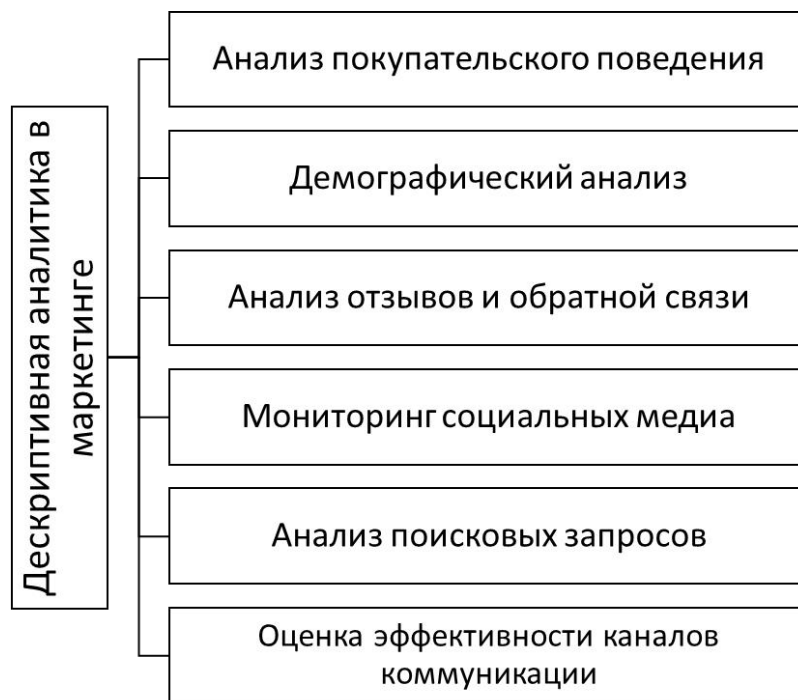 Дескриптивная аналитика в
маркетинге
Анализ покупательского поведения
Демографический анализ
Анализ отзывов и обратной связи
Мониторинг социальных медиа
Анализ поисковых запросов
Оценка эффективности каналов
коммуникации